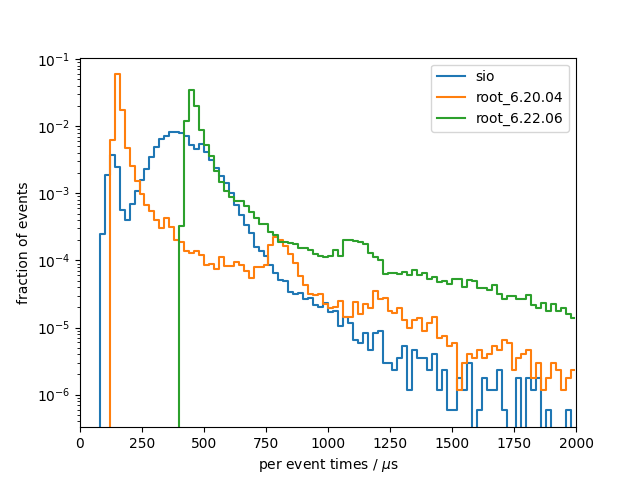 10⁻¹
10⁻²
10⁻³
10⁻⁴
10⁻⁵
10⁻⁶
fraction of events
sio
root_6.20.04
root_6.22.06
0 250 500 750 1000 1250 1500 1750 2000
per event times / μs